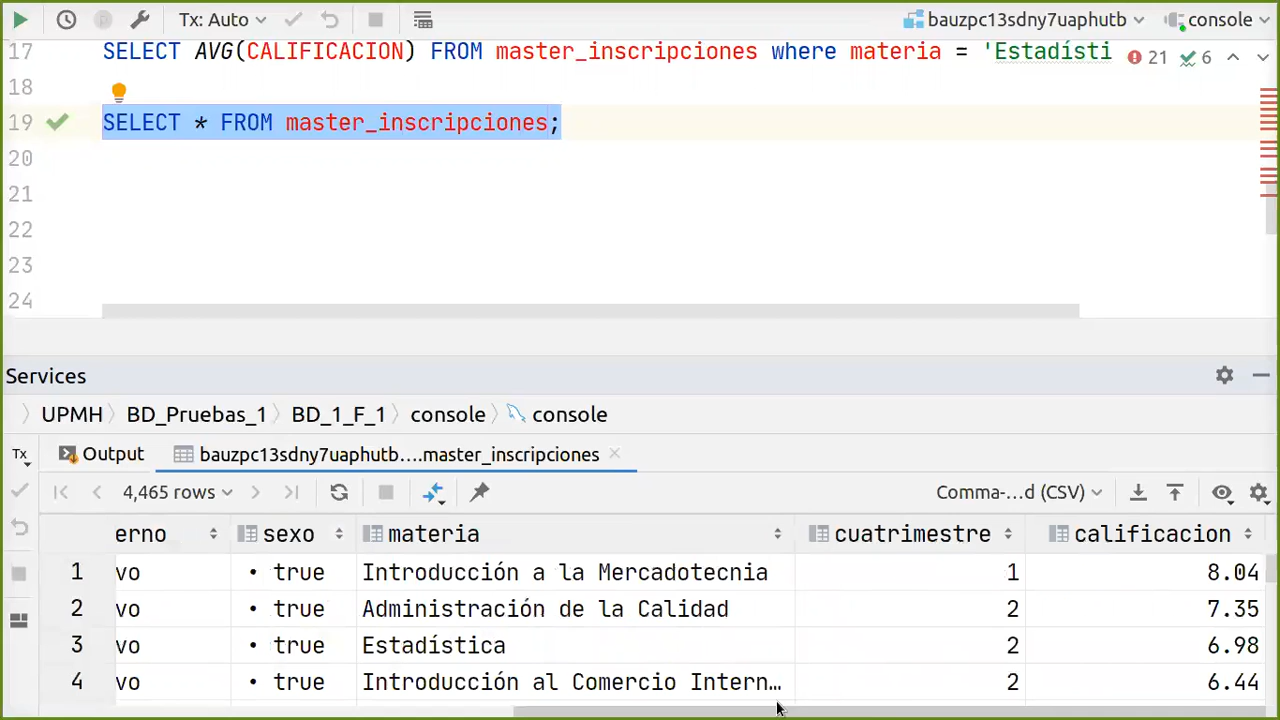 Tx: Auto bauzpc13sdny7uaphutb console
17 SELECT AVG(CALIFICACION) FROM master_inscripciones where materia = 'Estadísti 21 6
18
19 SELECT * FROM master_inscripciones;
20
21
22
23
24
Services
UPMH BD_Pruebas_1 BD_1_F_1 console console
Tx Output bauzpc13sdny7uaphutb....master_inscripciones
4,465 rows Comma-...d (CSV)
erno sexo materia cuatrimestre calificacion
1 vo true Introducción a la Mercadotecnia 1 8.04
2 vo true Administración de la Calidad 2 7.35
3 vo true Estadística 2 6.98
4 vo true Introducción al Comercio Intern... 2 6.44